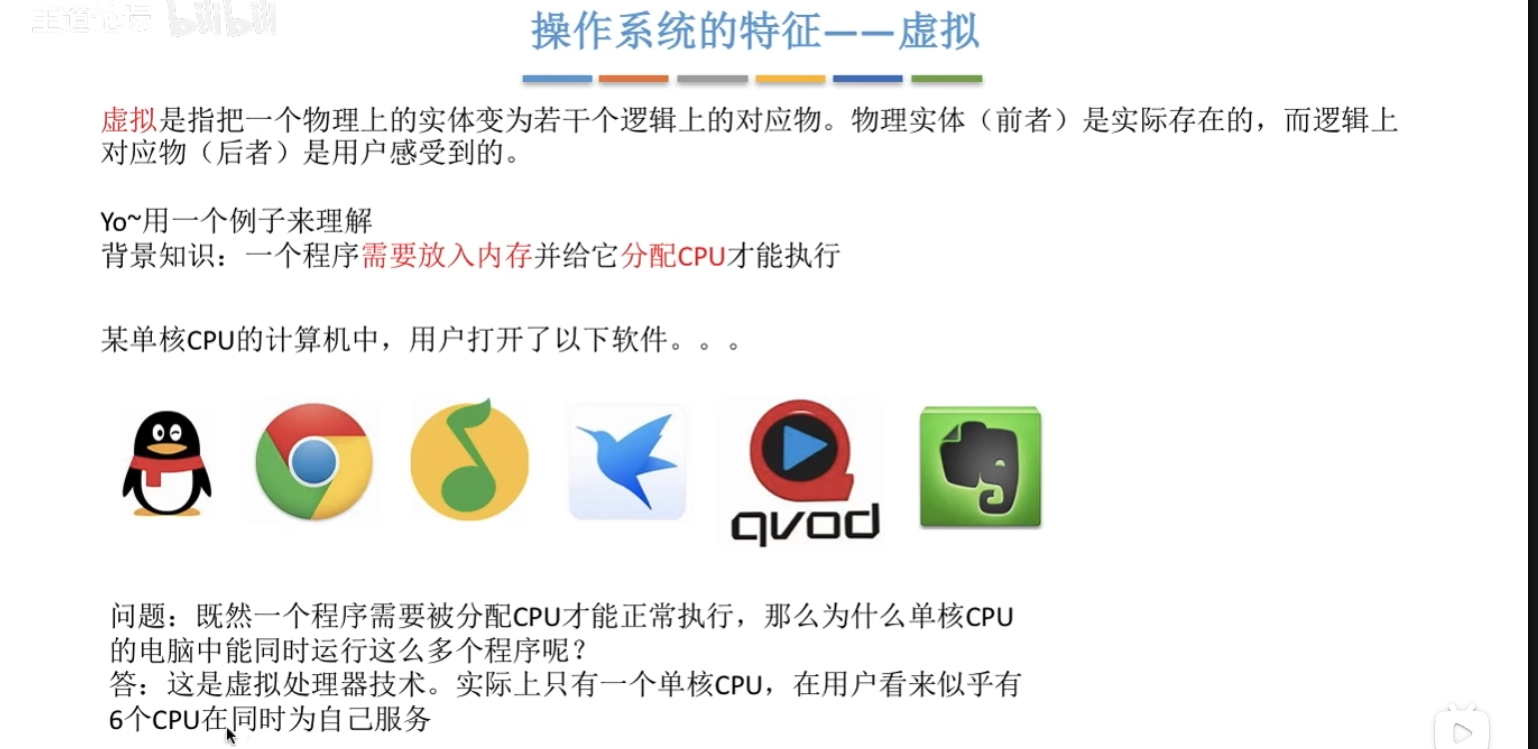 王道论坛 bilibili
操作系统的特征——虚拟
虚拟是指把一个物理上的实体变为若干个逻辑上的对应物。物理实体（前者）是实际存在的，而逻辑上
对应物（后者）是用户感受到的。
Yo~用一个例子来理解
背景知识：一个程序需要放入内存并给它分配CPU才能执行
某单核CPU的计算机中，用户打开了以下软件。。。
qvod
问题：既然一个程序需要被分配CPU才能正常执行，那么为什么单核CPU
的电脑中能同时运行这么多个程序呢？
答：这是虚拟处理器技术。实际上只有一个单核CPU，在用户看来似乎有
6个CPU在同时为自己服务